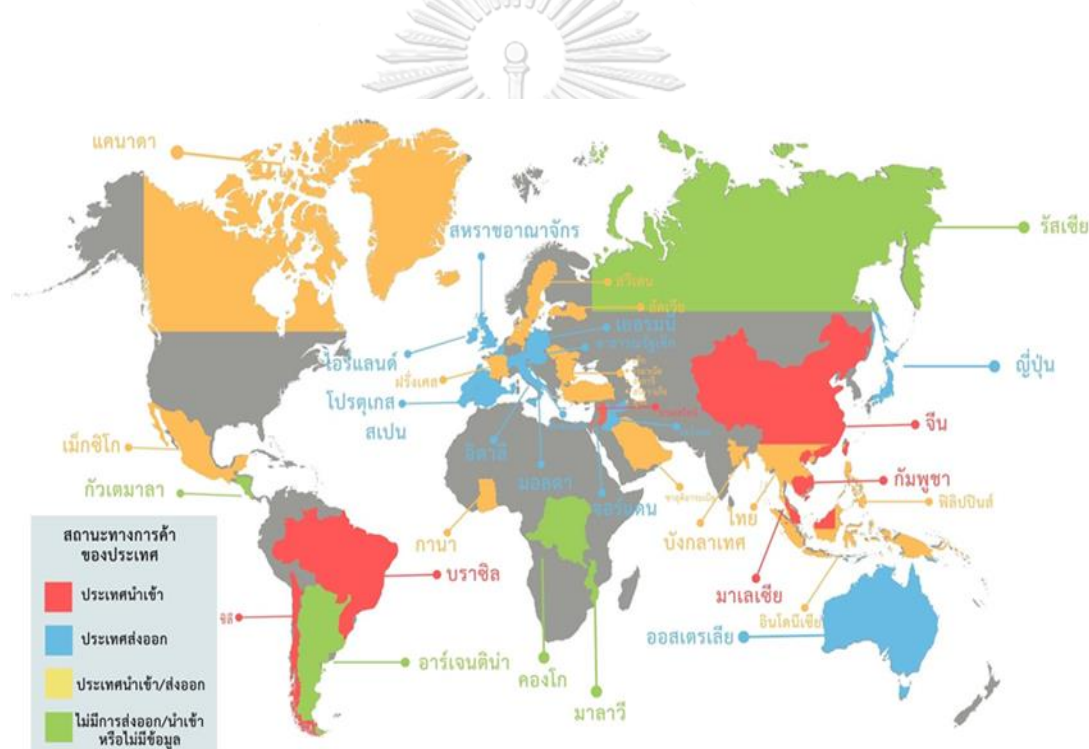 แคนาดา
สหราชอาณาจักร
รัสเซีย
สวีเดน
ลัตเวีย
เยอรมนี
ไอร์แลนด์
ฝรั่งเศส
โปรตุเกส
สเปน
ญี่ปุ่น
เม็กซิโก
จีน
อิตาลี
มอลตา
จอร์แดน
กัมพูชา
กัวเตมาลา
ฟิลิปปินส์
กานา
ไทย
บังกลาเทศ
บราซิล
มาเลเซีย
อินโดนีเซีย
ชิลี
ออสเตรเลีย
อาร์เจนติน่า
คองโก
มาลาวี
สถานะทางการค้า
ของประเทศ
ประเทศนำเข้า
ประเทศส่งออก
ประเทศนำเข้า/ส่งออก
ไม่มีการส่งออก/นำเข้า
หรือไม่มีข้อมูล